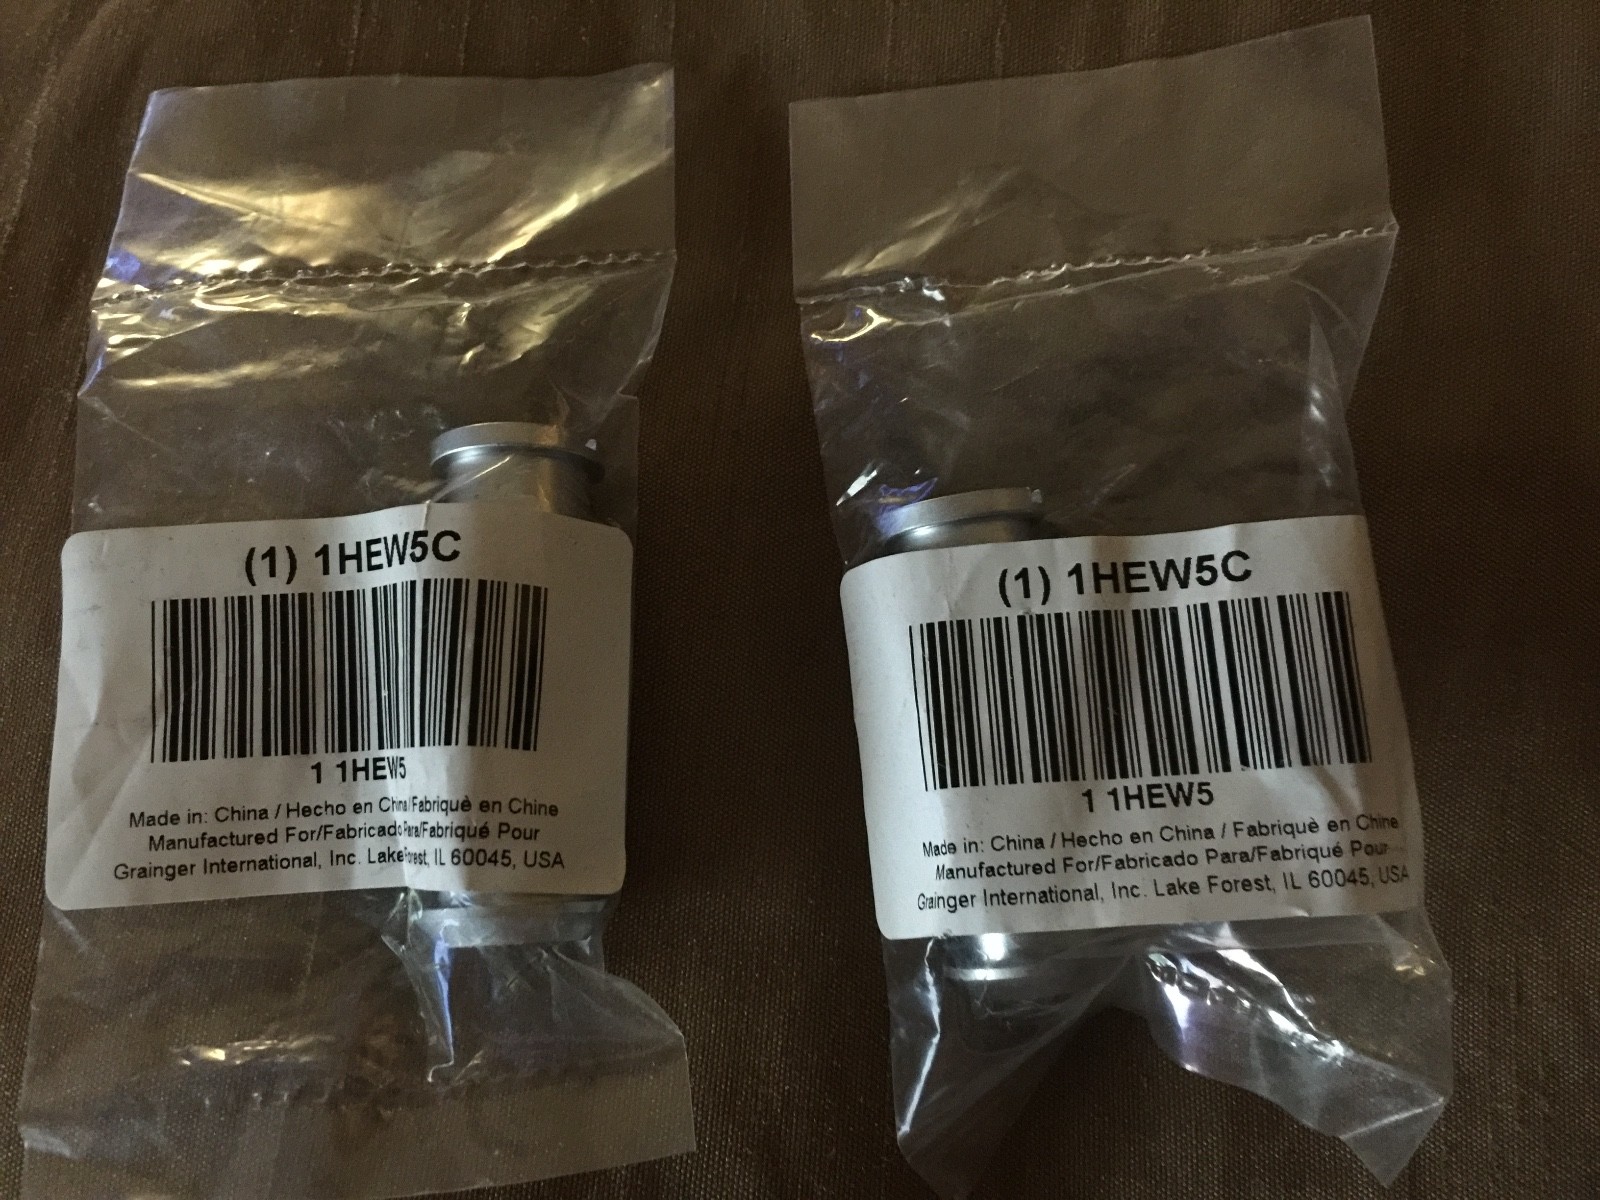 (1) 1HEW5C
1 1HEW5
Made in: China / Hecho en China/Fabriquè en Chine
Manufactured For/Fabricado Para/Fabriqué Pour
Grainger International, Inc. Lake Forest, IL 60045, USA
(1) 1HEW5C
1 1HEW5
Made in: China / Hecho en China / Fabriquè en Chine
Manufactured For/Fabricado Para/Fabriqué Pour
Grainger International, Inc. Lake Forest, IL 60045, USA